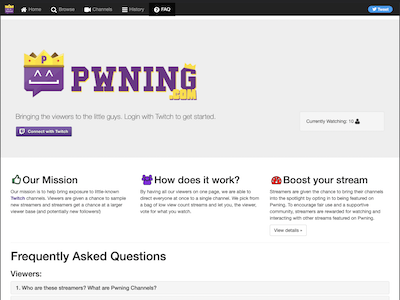 Home Browse Channels History FAQ Tweet
P
PWNING
.COM
Bringing the viewers to the little guys. Login with Twitch to get started.
Currently Watching: 10
Connect with Twitch
Our Mission
Our mission is to help bring exposure to little-known
Twitch channels. Viewers are given a chance to sample
new streamers and streamers get a chance at a larger
viewer base (and potentially new followers!)
How does it work?
By having all our viewers on one page, we are able to
direct everyone at once to a single channel. We pick from
a bag of low view count streams and let you, the viewer,
vote for what you watch.
Boost your stream
Streamers are given the chance to bring their channels
into the spotlight by opting in to being featured on
Pwning. To encourage fair use and a supportive
community, streamers are rewarded for watching and
interacting with other streams featured on Pwning.
View details »
Frequently Asked Questions
Viewers:
1. Who are these streamers? What are Pwning Channels?